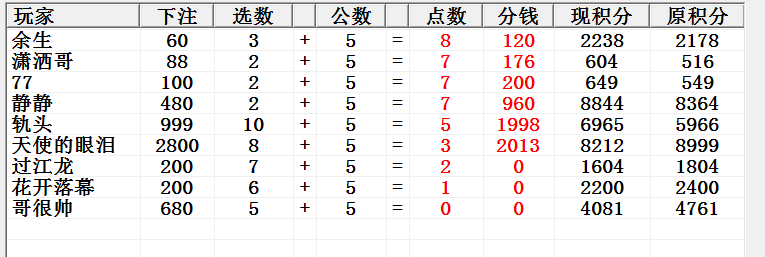 玩家 下注 选数 公数 点数 分钱 现积分 原积分
余生 60 3 + 5 = 8 120 2238 2178
潇洒哥 88 2 + 5 = 7 176 604 516
77 100 2 + 5 = 7 200 649 549
静静 480 2 + 5 = 7 960 8844 8364
轨头 999 10 + 5 = 5 1998 6965 5966
天使的眼泪 2800 8 + 5 = 3 2013 8212 8999
过江龙 200 7 + 5 = 2 0 1604 1804
花开落幕 200 6 + 5 = 1 0 2200 2400
哥很帅 680 5 + 5 = 0 0 4081 4761